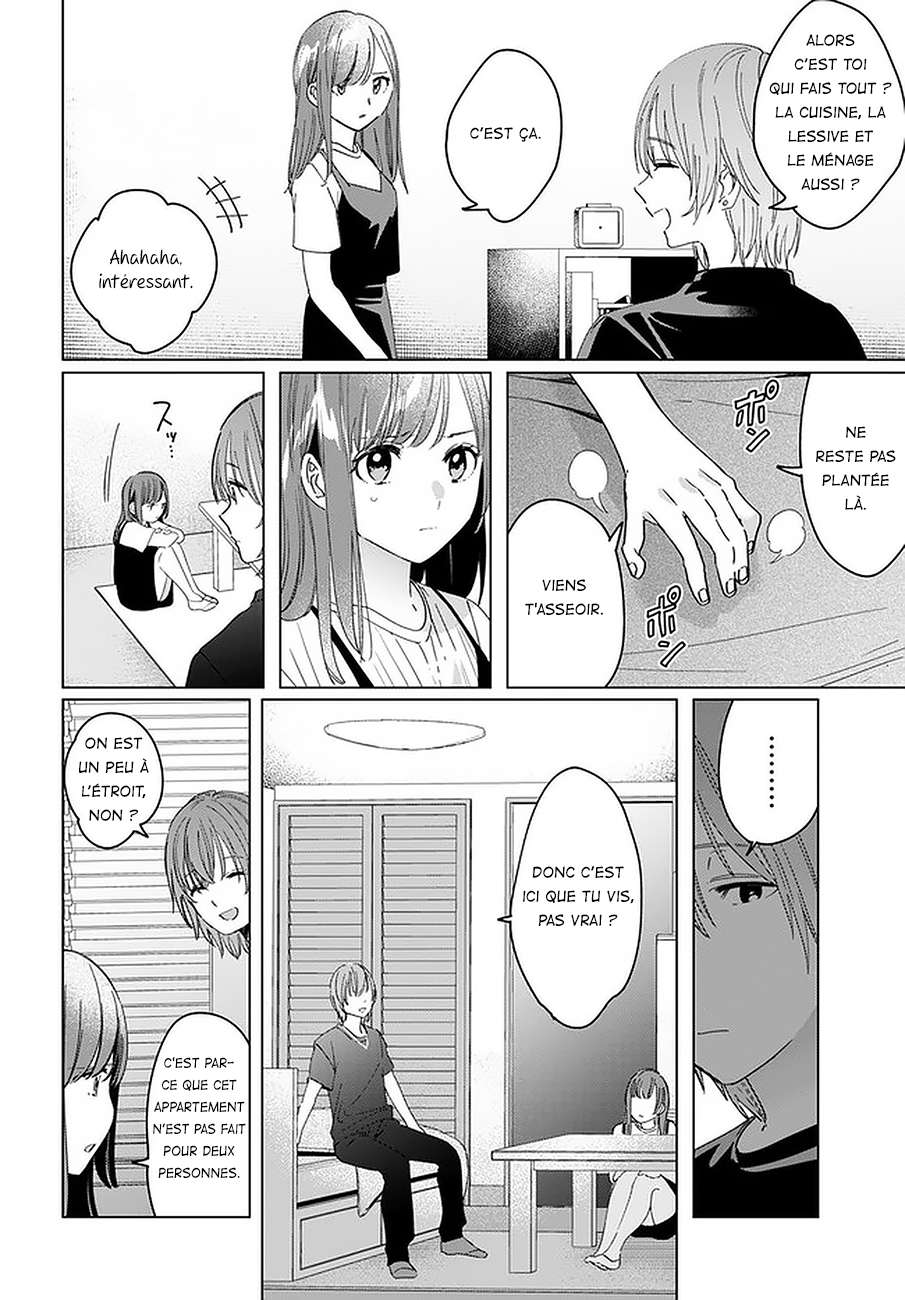 ALORS
C'EST TOI
QUI FAIS TOUT ?
LA CUISINE, LA
LESSIVE ET
LE MÉNAGE
AUSSI ?
C'EST ÇA.
Ahahaha,
intéressant.
NE
RESTE PAS
PLANTÉE
LÀ.
ポン
ポン
VIENS
T'ASSEOIR.
スッ…
………
DONC C'EST
ICI QUE TU VIS,
PAS VRAI ?
ON EST
UN PEU À
L'ÉTROIT,
NON ?
C'EST PAR-
CE QUE CET
APPARTEMENT
N'EST PAS FAIT
POUR DEUX
PERSONNES.